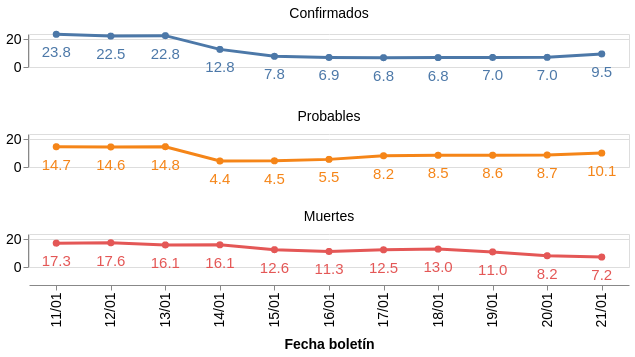 Confirmados
20
0
23.8 22.5 22.8 12.8 7.8 6.9 6.8 6.8 7.0 7.0 9.5
Probables
20
0
14.7 14.6 14.8 4.4 4.5 5.5 8.2 8.5 8.6 8.7 10.1
Muertes
20
0
17.3 17.6 16.1 16.1 12.6 11.3 12.5 13.0 11.0 8.2 7.2
11/01 12/01 13/01 14/01 15/01 16/01 17/01 18/01 19/01 20/01 21/01
Fecha boletín